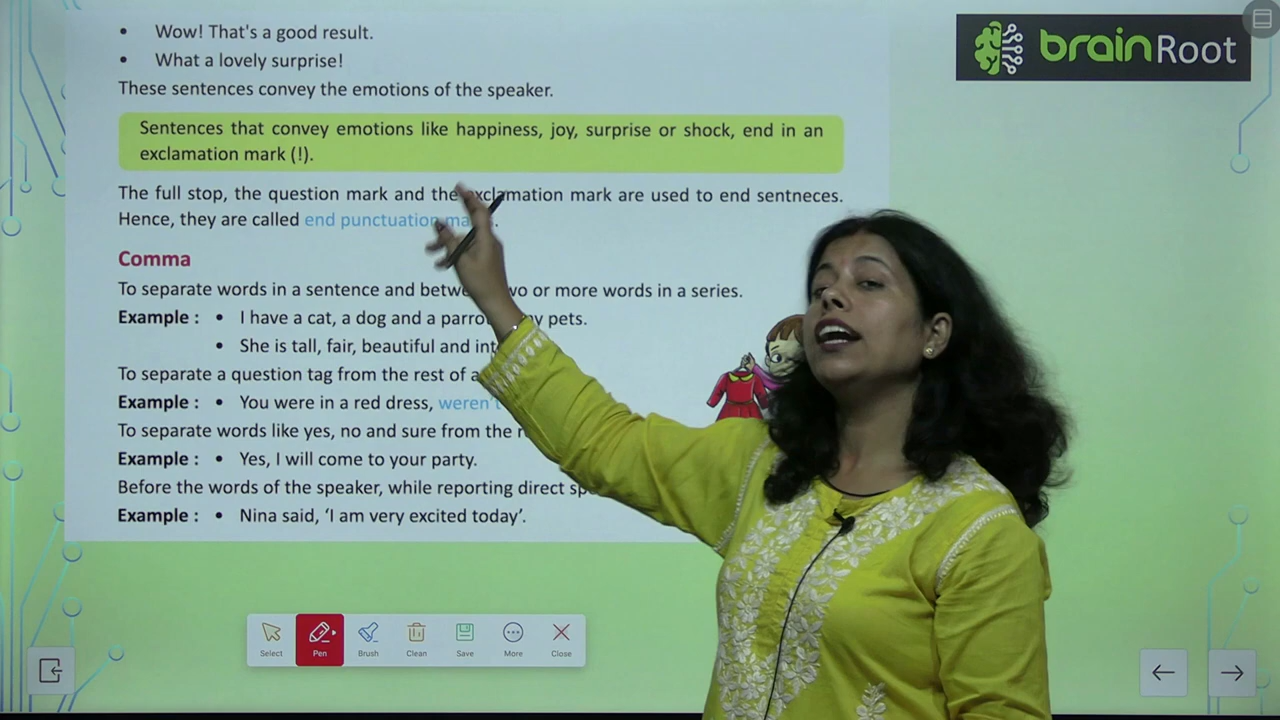 • Wow! That's a good result.
• What a lovely surprise!
These sentences convey the emotions of the speaker.
Sentences that convey emotions like happiness, joy, surprise or shock, end in an
exclamation mark (!).
The full stop, the question mark and the exclamation mark are used to end sentneces.
Hence, they are called end punctuation
Comma
To separate words in a sentence and between two or more words in a series.
Example : • I have a cat, a dog and a parrot my pets.
• She is tall, fair, beautiful and
To separate a question tag from the rest of a
Example : • You were in a red dress, weren't
To separate words like yes, no and sure from the
Example : • Yes, I will come to your party.
Before the words of the speaker, while reporting direct
Example : • Nina said, ‘I am very excited today’.
brainRoot
Select Pen Brush Clean Save More Close